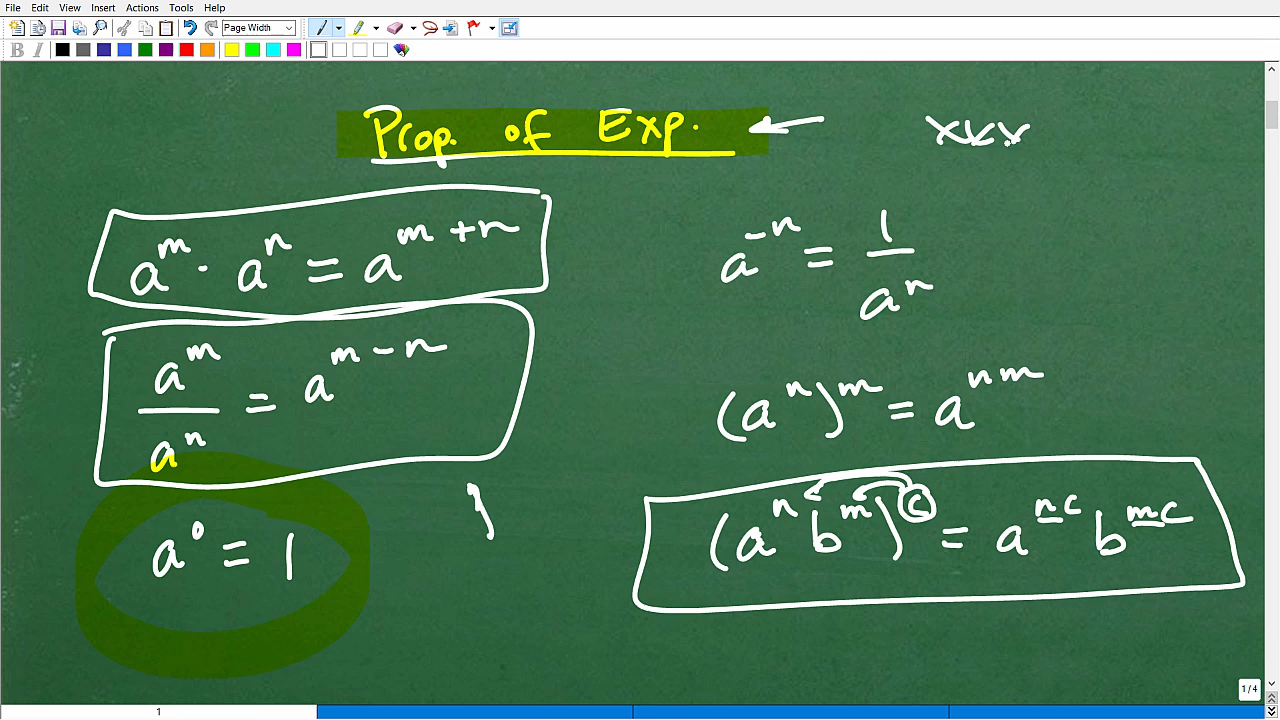 File Edit View Insert Actions Tools Help
Page Width
B I
Prop. of Exp. ←
a^m · a^n = a^{m+n}
a^m / a^n = a^{m-n}
a^0 = 1
a^{-n} = 1 / a^n
(a^n)^m = a^{nm}
(a^n b^m)^c = a^{nc} b^{mc}
1/4
1